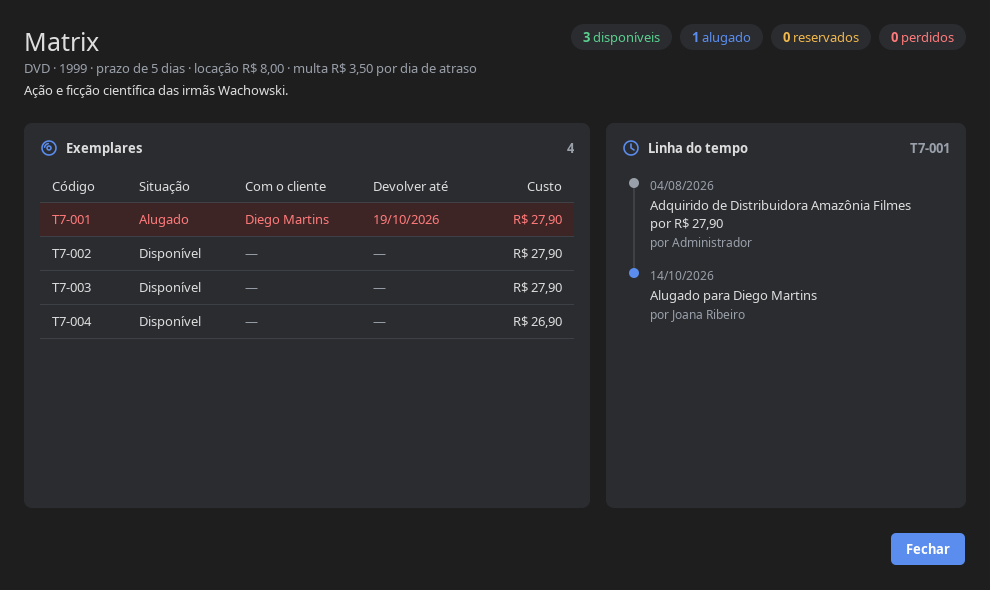 Matrix
3 disponíveis
1 alugado
0 reservados
0 perdidos
DVD · 1999 · prazo de 5 dias · locação R$ 8,00 · multa R$ 3,50 por dia de atraso
Ação e ficção científica das irmãs Wachowski.
Exemplares 4
Código Situação Com o cliente Devolver até Custo
T7-001 Alugado Diego Martins 19/10/2026 R$ 27,90
T7-002 Disponível — — R$ 27,90
T7-003 Disponível — — R$ 27,90
T7-004 Disponível — — R$ 26,90
Linha do tempo T7-001
04/08/2026
Adquirido de Distribuidora Amazônia Filmes
por R$ 27,90
por Administrador
14/10/2026
Alugado para Diego Martins
por Joana Ribeiro
Fechar